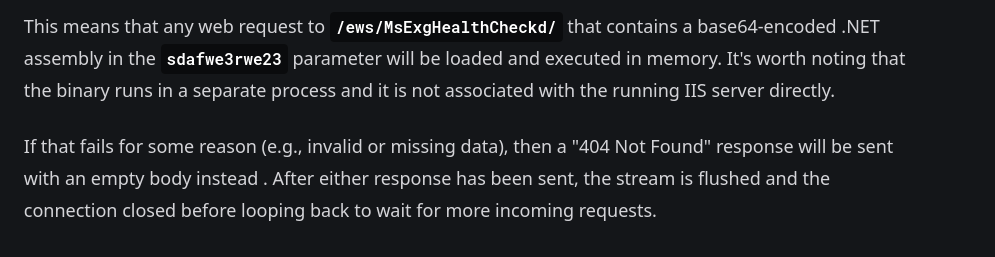 This means that any web request to /ews/MsExgHealthCheckd/ that contains a base64-encoded .NET
assembly in the sdafwe3rwe23 parameter will be loaded and executed in memory. It's worth noting that
the binary runs in a separate process and it is not associated with the running IIS server directly.
If that fails for some reason (e.g., invalid or missing data), then a "404 Not Found" response will be sent
with an empty body instead . After either response has been sent, the stream is flushed and the
connection closed before looping back to wait for more incoming requests.